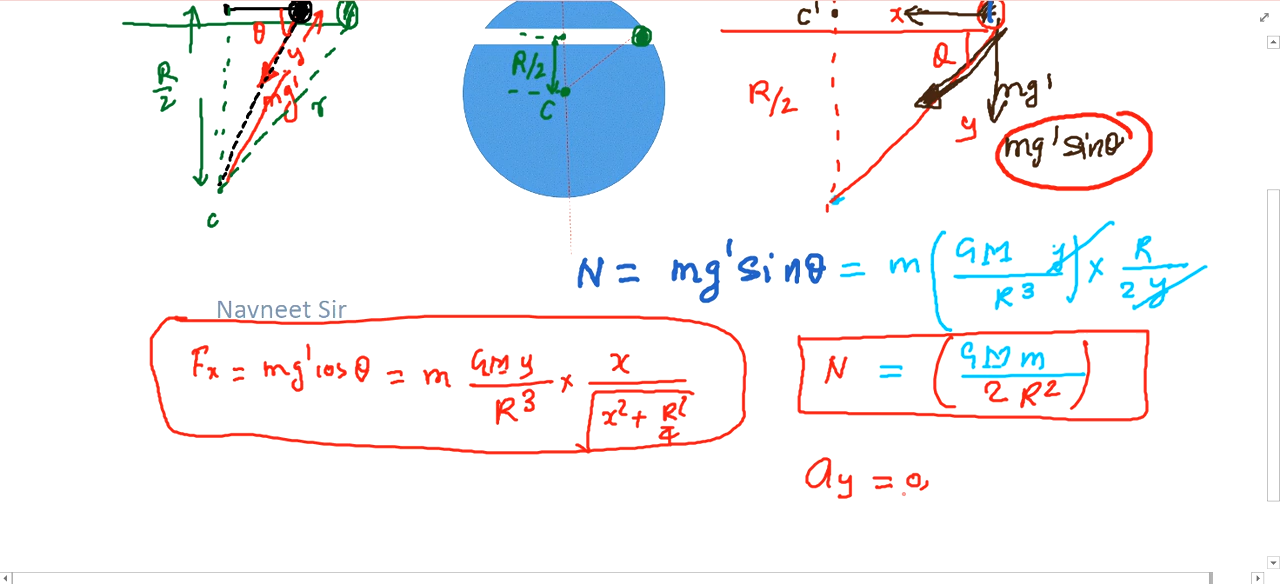 θ
y
R/2
mg'
r
C
R/2
C
C'
x
θ
R/2
mg'
y
mg' sinθ
N = mg' sinθ = m (GM y / R³) × R / 2y
Navneet Sir
Fx = mg' cosθ = m GMy / R³ × x / √(x² + R²/4)
N = (GMm / 2R²)
ay = 0